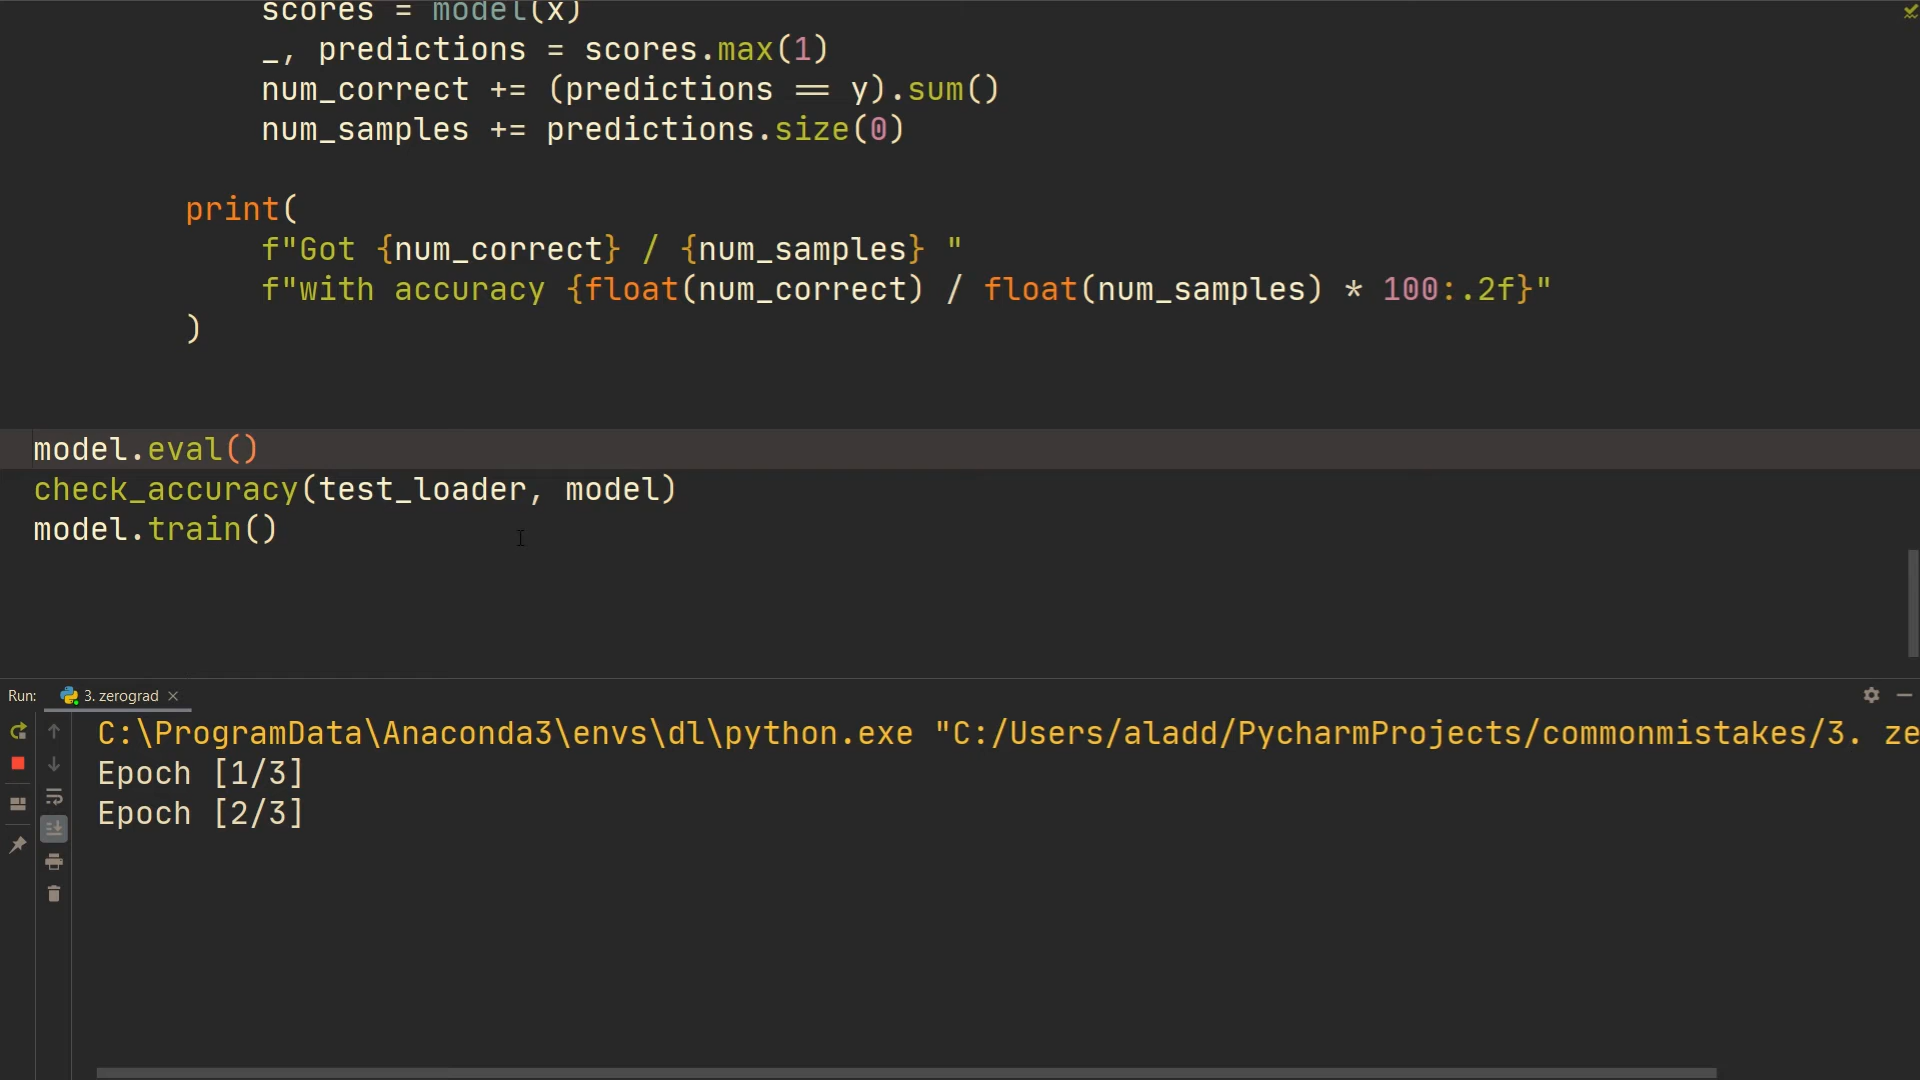 scores = model(x)
_, predictions = scores.max(1)
num_correct += (predictions == y).sum()
num_samples += predictions.size(0)
print(
f"Got {num_correct} / {num_samples} "
f"with accuracy {float(num_correct) / float(num_samples) * 100:.2f}"
)
model.eval()
check_accuracy(test_loader, model)
model.train()
Run: 3. zerograd
C:\ProgramData\Anaconda3\envs\dl\python.exe "C:/Users/aladd/PycharmProjects/commonmistakes/3. ze
Epoch [1/3]
Epoch [2/3]